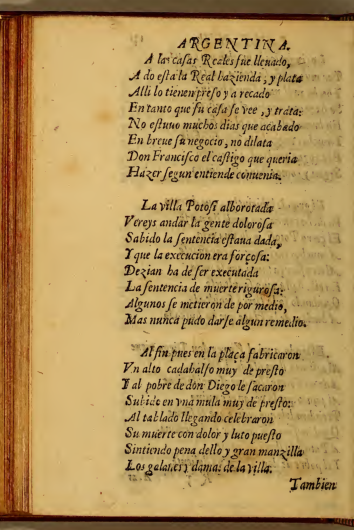 ARGENTINA.
A las casas Reales fue lleuado,
A do esta la Real hazienda, y plata
Alli lo tienen preso y a recado
En tanto que su casa se vee, y trata.
No estuuo muchos dias que acabado
En breue su negocio, no dilata
Don Francisco el castigo que queria
Hazer segun entiende conuenia.
La villa Potosi alborotada
Vereys andar la gente dolorosa
Sabido la sentencia estaua dada,
Y que la execucion era forçosa:
Dezian ha de ser executada
La sentencia de muerte rigurosa:
Algunos se metieron de por medio,
Mas nunca pudo darse algun remedio.
Al fin pues en la plaça fabricaron
Vn alto cadahalso muy de presto
Y al pobre de don Diego le sacaron
Subido en vna mula muy de presto:
Al tablado llegando celebraron
Su muerte con dolor y luto puesto
Sintiendo pena dello y gran manzilla
Los galanes y damas de la villa.
Tambien